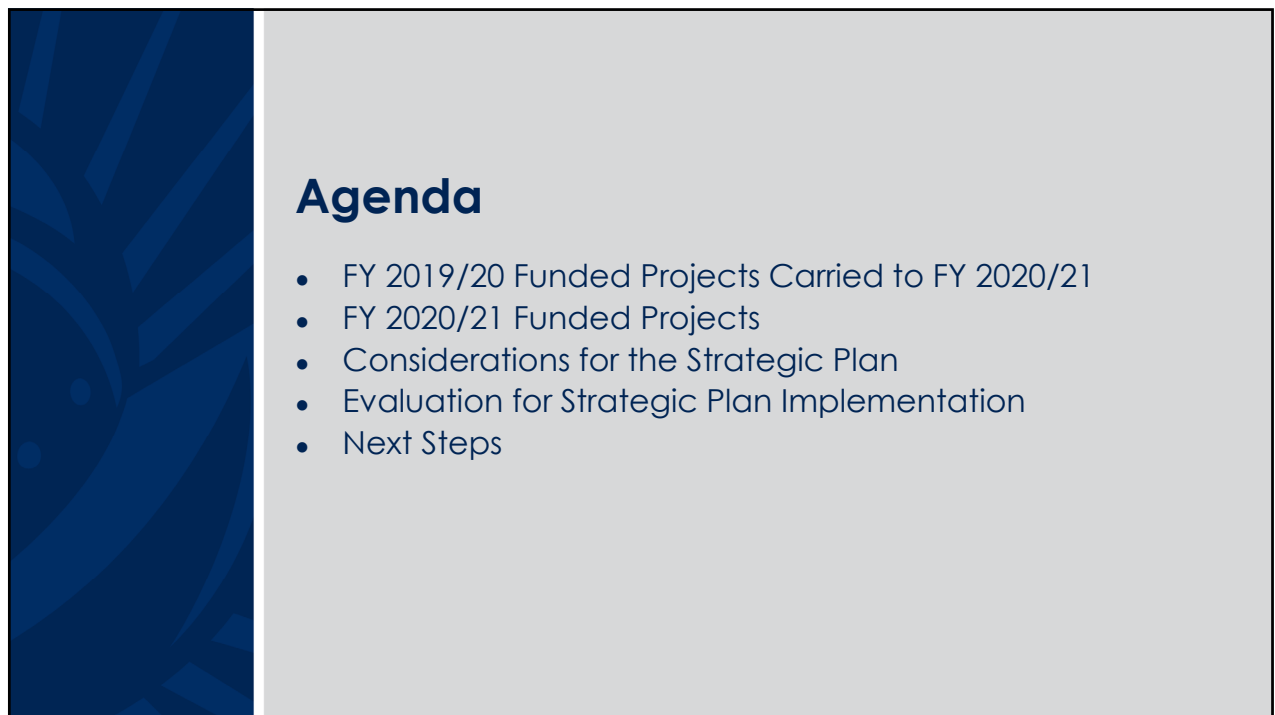 Agenda
• FY 2019/20 Funded Projects Carried to FY 2020/21
• FY 2020/21 Funded Projects
• Considerations for the Strategic Plan
• Evaluation for Strategic Plan Implementation
• Next Steps